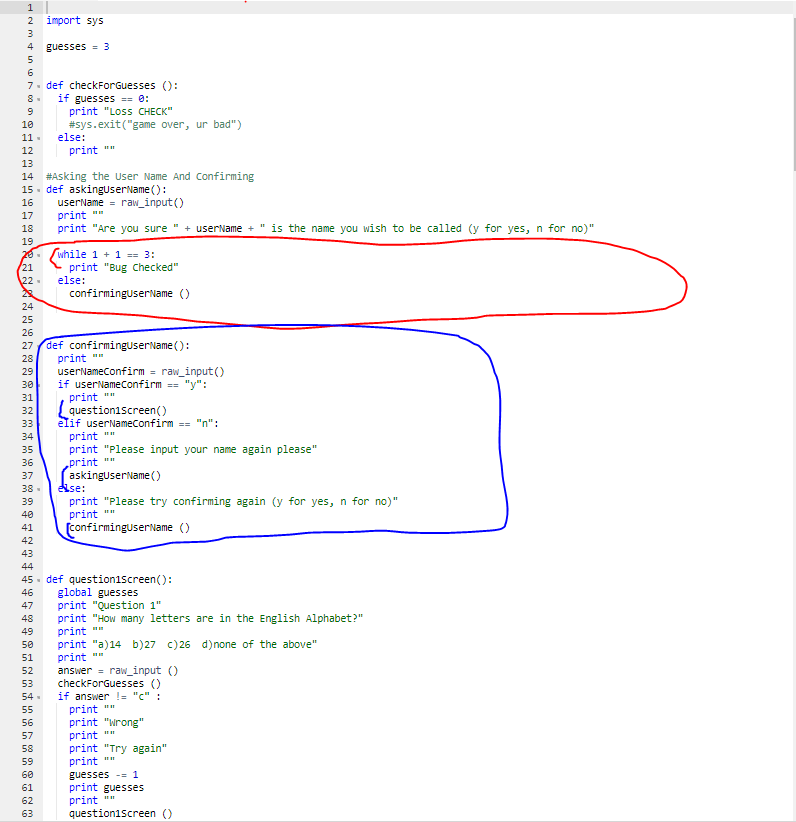 1
2 import sys
3
4 guesses = 3
5
6
7 def checkForGuesses ():
8 if guesses == 0:
9 print "Loss CHECK"
10 #sys.exit("game over, ur bad")
11 else:
12 print ""
13
14 #Asking the User Name And Confirming
15 def askingUserName():
16 userName = raw_input()
17 print ""
18 print "Are you sure " + userName + " is the name you wish to be called (y for yes, n for no)"
19
20 while 1 + 1 == 3:
21 print "Bug Checked"
22 else:
23 confirmingUserName ()
24
25
26
27 def confirmingUserName():
28 print ""
29 userNameConfirm = raw_input()
30 if userNameConfirm == "y":
31 print ""
32 question1Screen()
33 elif userNameConfirm == "n":
34 print ""
35 print "Please input your name again please"
36 print ""
37 askingUserName()
38 else:
39 print "Please try confirming again (y for yes, n for no)"
40 print ""
41 confirmingUserName ()
42
43
44
45 def question1Screen():
46 global guesses
47 print "Question 1"
48 print "How many letters are in the English Alphabet?"
49 print ""
50 print "a)14 b)27 c)26 d)none of the above"
51 print ""
52 answer = raw_input ()
53 checkForGuesses ()
54 if answer != "c" :
55 print ""
56 print "Wrong"
57 print ""
58 print "Try again"
59 print ""
60 guesses -= 1
61 print guesses
62 print ""
63 question1Screen ()